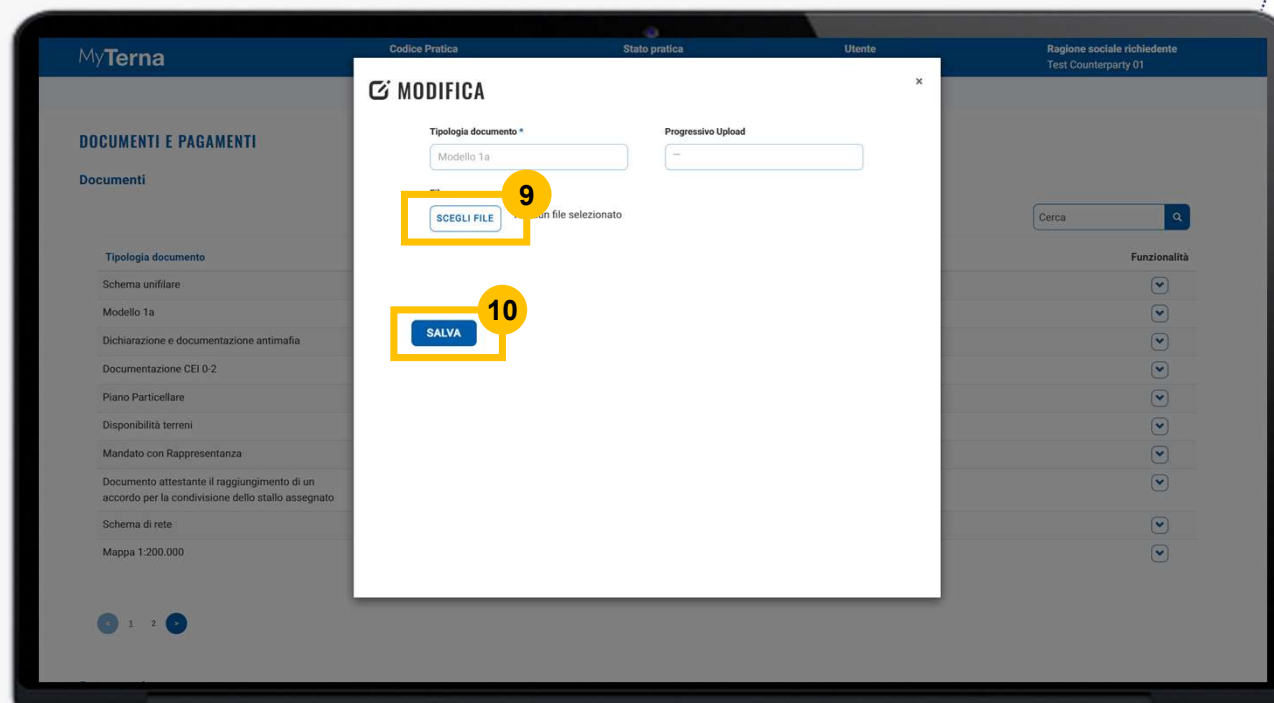 MyTerna
Codice Pratica
Stato pratica
Utente
Ragione sociale richiedente
Test Counterparty 01
MODIFICA
×
Tipologia documento *
Progressivo Upload
Modello 1a
—
9
SCEGLI FILE
un file selezionato
10
SALVA
DOCUMENTI E PAGAMENTI
Documenti
Cerca
Tipologia documento
Funzionalità
Schema unifilare
Modello 1a
Dichiarazione e documentazione antimafia
Documentazione CEI 0-2
Piano Particellare
Disponibilità terreni
Mandato con Rappresentanza
Documento attestante il raggiungimento di un
accordo per la condivisione dello stallo assegnato
Schema di rete
Mappa 1:200.000
< 1 2 >